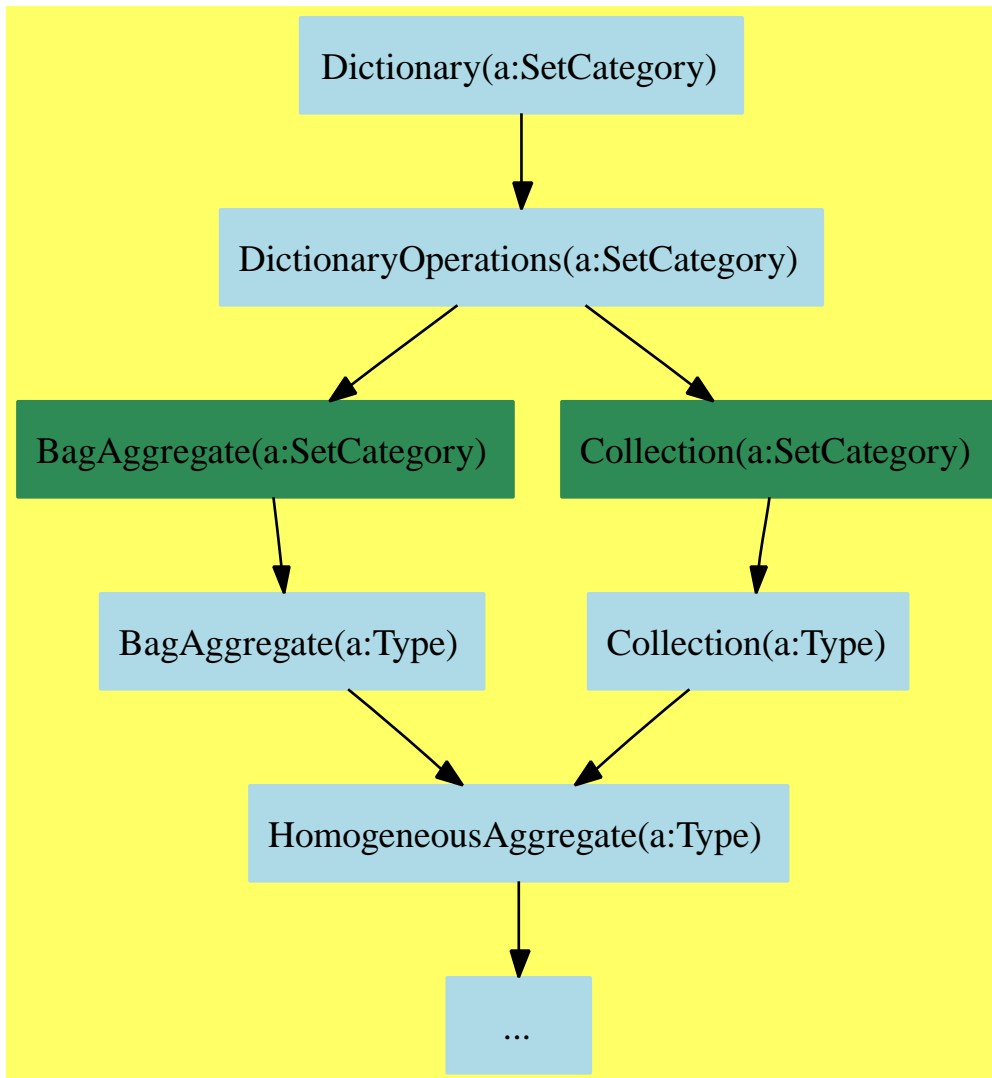 Dictionary(a:SetCategory)
DictionaryOperations(a:SetCategory)
BagAggregate(a:SetCategory)
Collection(a:SetCategory)
BagAggregate(a:Type)
Collection(a:Type)
HomogeneousAggregate(a:Type)
...